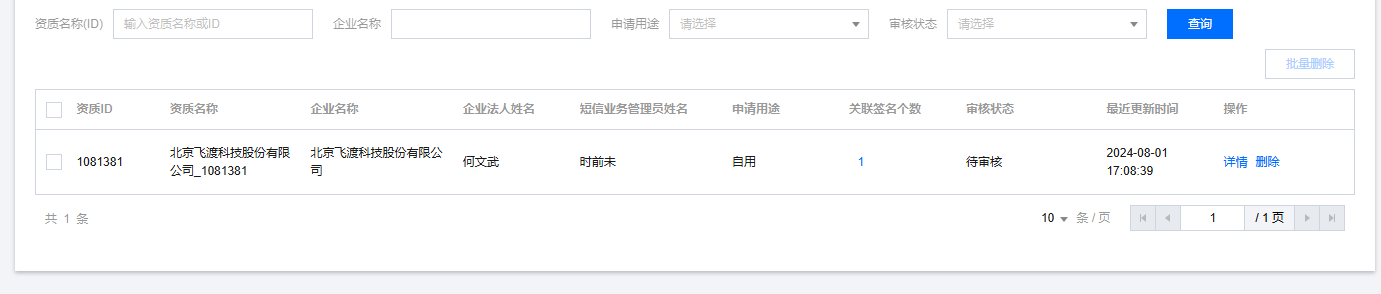 资质名称(ID) 输入资质名称或ID 企业名称 申请用途 请选择 审核状态 请选择 查询
批量删除
资质ID 资质名称 企业名称 企业法人姓名 短信业务管理员姓名 申请用途 关联签名个数 审核状态 最近更新时间 操作
1081381 北京飞渡科技股份有限公司_1081381 北京飞渡科技股份有限公司 何文武 时前未 自用 1 待审核 2024-08-01 17:08:39 详情 删除
共 1 条 10 条 / 页 1 / 1 页